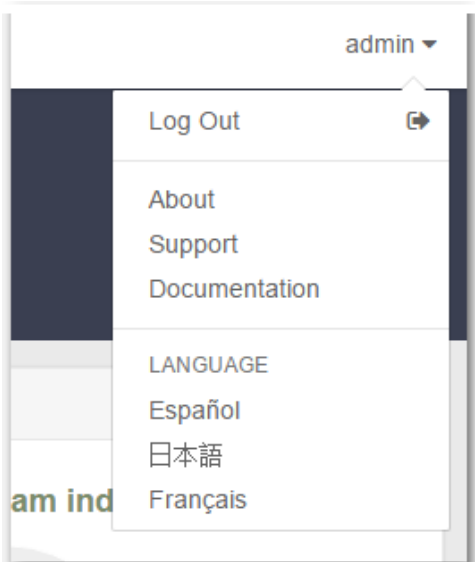 admin
Log Out
About
Support
Documentation
LANGUAGE
Español
日本語
am ind
Français